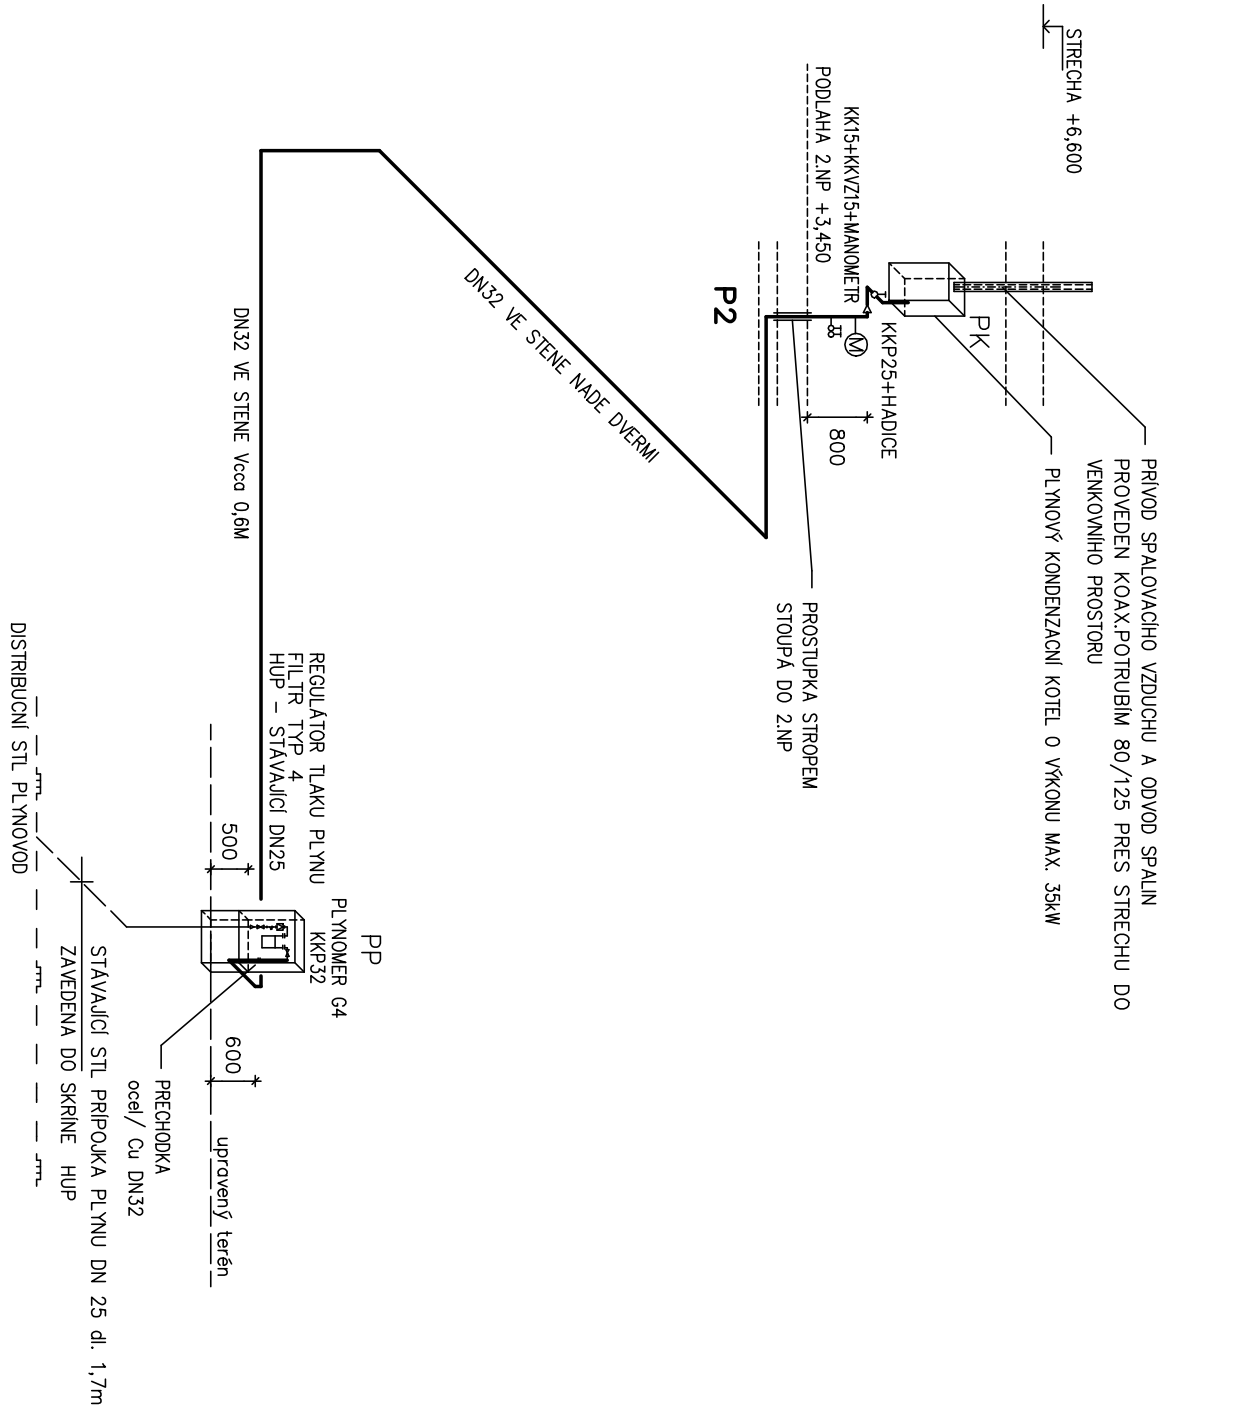 STRECHA +6,600
PRÍVOD SPALOVACÍHO VZDUCHU A ODVOD SPALIN
PROVEDEN KOAX.POTRUBÍM 80/125 PRES STRECHU DO
VENKOVNÍHO PROSTORU
PLYNOVÝ KONDENZACNÍ KOTEL O VÝKONU MAX. 35kW
PK
KKP25+HADICE
KK15+KKVZ15+MANOMETR
M
PODLAHA 2.NP +3,450
800
PROSTUPKA STROPEM
STOUPÁ DO 2.NP
P2
DN32 VE STENE NADE DVERMI
DN32 VE STENE Vcca 0,6M
REGULÁTOR TLAKU PLYNU
FILTR TYP 4
HUP - STÁVAJÍCÍ DN25
PP
PLYNOMER G4
KKP32
500
600
upravený terén
PRECHODKA
ocel/ Cu DN32
STÁVAJÍCÍ STL PRÍPOJKA PLYNU DN 25 dl. 1,7m
ZAVEDENA DO SKRÍNE HUP
DISTRIBUCNÍ STL PLYNOVOD